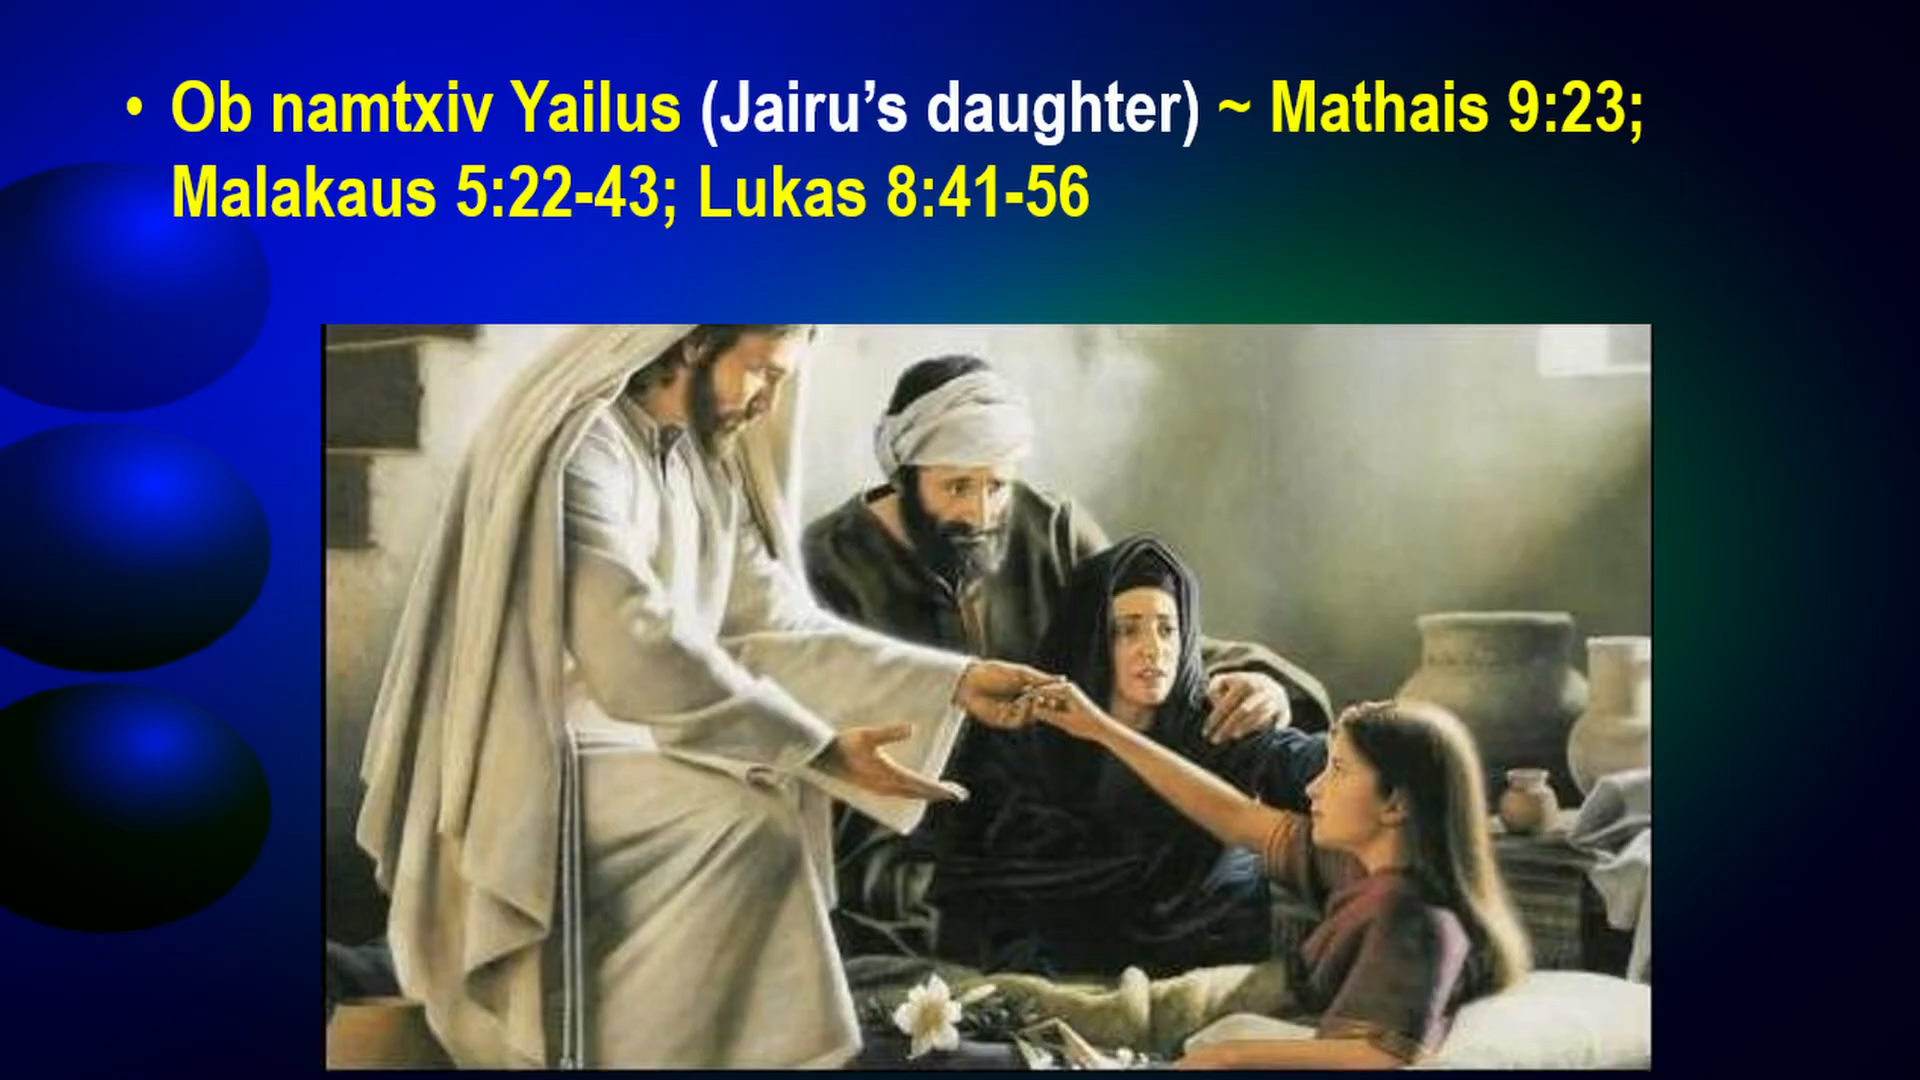 • Ob namtxiv Yailus (Jairu’s daughter) ~ Mathais 9:23;
Malakaus 5:22-43; Lukas 8:41-56